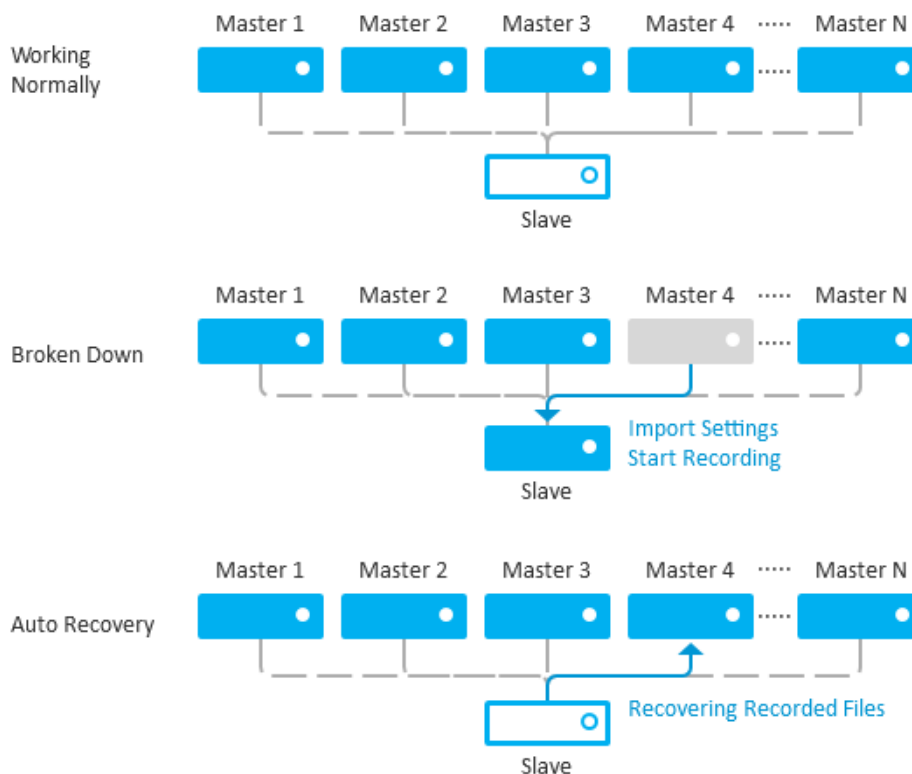 Master 1 Master 2 Master 3 Master 4 ····· Master N
Working
Normally
·····
Slave
Master 1 Master 2 Master 3 Master 4 ····· Master N
Broken Down
·····
Import Settings
Start Recording
Slave
Master 1 Master 2 Master 3 Master 4 ····· Master N
Auto Recovery
·····
Recovering Recorded Files
Slave